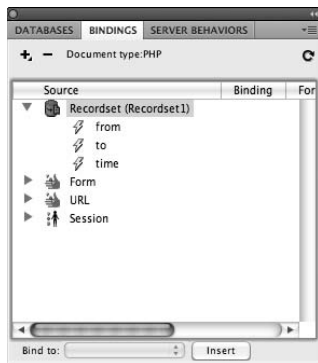 DATABASES BINDINGS SERVER BEHAVIORS
Document type:PHP
Source Binding For
Recordset (Recordset1)
from
to
time
Form
URL
Session
Bind to: Insert